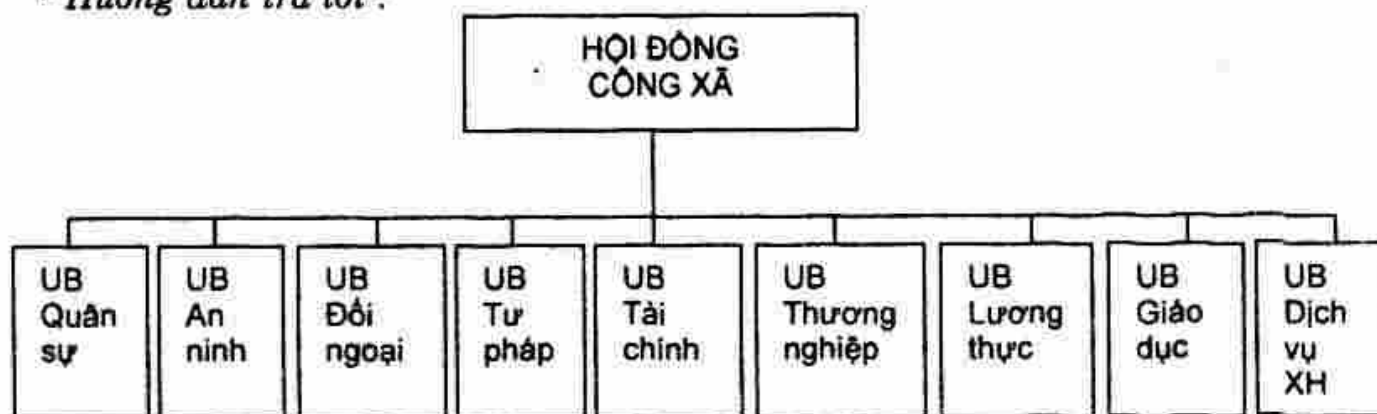 Hướng dẫn trả lời :
HỘI ĐỒNG
CÔNG XÃ
UB
Quân
sự
UB
An
ninh
UB
Đối
ngoại
UB
Tư
pháp
UB
Tài
chính
UB
Thương
nghiệp
UB
Lương
thực
UB
Giáo
dục
UB
Dịch
vụ
XH